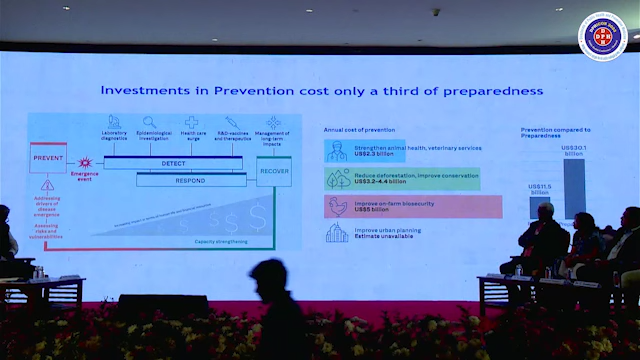 DPH
Investments in Prevention cost only a third of preparedness
Laboratory
diagnostics
Epidemiological
investigation
Health care
surge
R&D-vaccines
and therapeutics
Management of
long-term
impacts
PREVENT
Emergence
event
DETECT
RESPOND
RECOVER
Addressing
drivers of
disease
emergence
Assessing
risks and
vulnerabilities
$
$
$
Capacity strengthening
Annual cost of prevention
Strengthen animal health, veterinary services
US$2.3 billion
Reduce deforestation, improve conservation
US$3.2-4.4 billion
Improve on-farm biosecurity
US$5 billion
Improve urban planning
Estimate unavailable
Prevention compared to
Preparedness
US$30.1
billion
US$11.5
billion